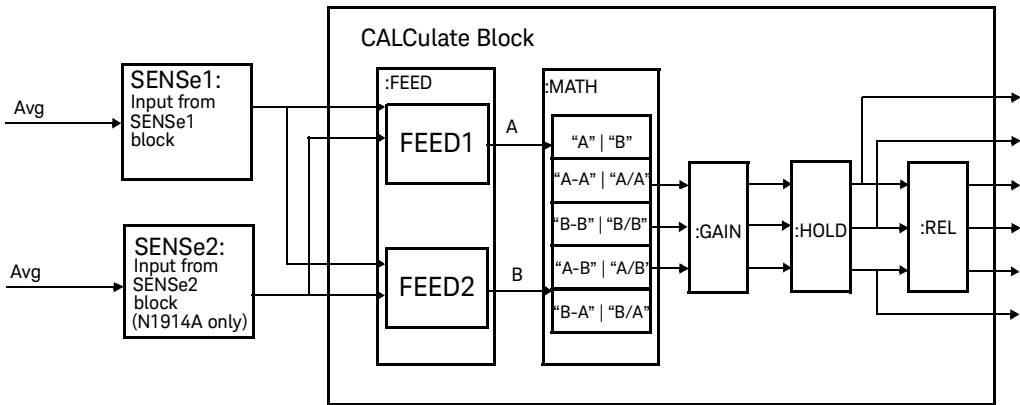 CALCulate Block
Avg
SENSe1:
Input from
SENSe1
block
:FEED
FEED1
A
:MATH
“A” | “B”
“A-A” | “A/A”
“B-B” | “B/B”
“A-B” | “A/B”
“B-A” | “B/A”
:GAIN
:HOLD
:REL
Avg
SENSe2:
Input from
SENSe2
block
(N1914A only)
FEED2
B